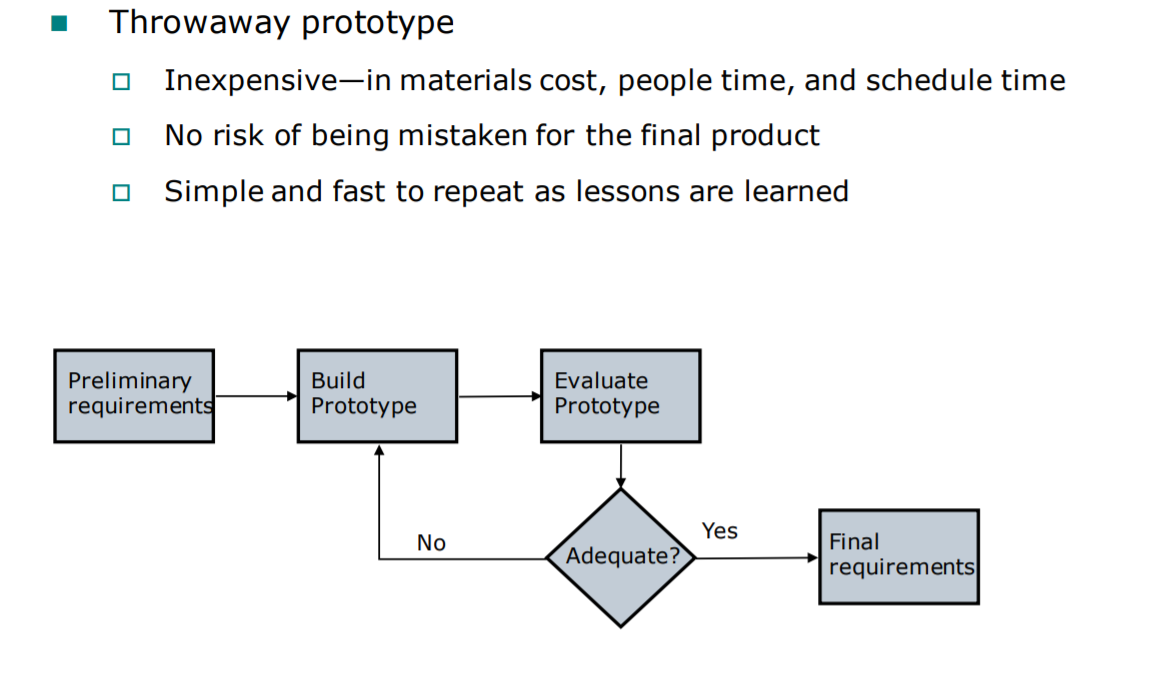 Throwaway prototype
Inexpensive—in materials cost, people time, and schedule time
No risk of being mistaken for the final product
Simple and fast to repeat as lessons are learned
Preliminary
requirements
Build
Prototype
Evaluate
Prototype
No
Adequate?
Yes
Final
requirements